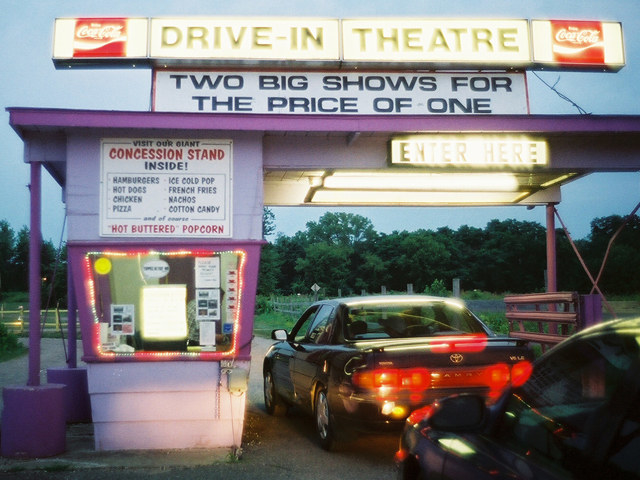 Coca-Cola
DRIVE-IN THEATRE
Coca-Cola
TWO BIG SHOWS FOR
THE PRICE OF ONE
ENTER HERE
VISIT OUR GIANT
CONCESSION STAND
INSIDE!
HAMBURGERS · ICE COLD POP
HOT DOGS · FRENCH FRIES
CHICKEN · NACHOS
PIZZA · COTTON CANDY
and of course
"HOT BUTTERED" POPCORN